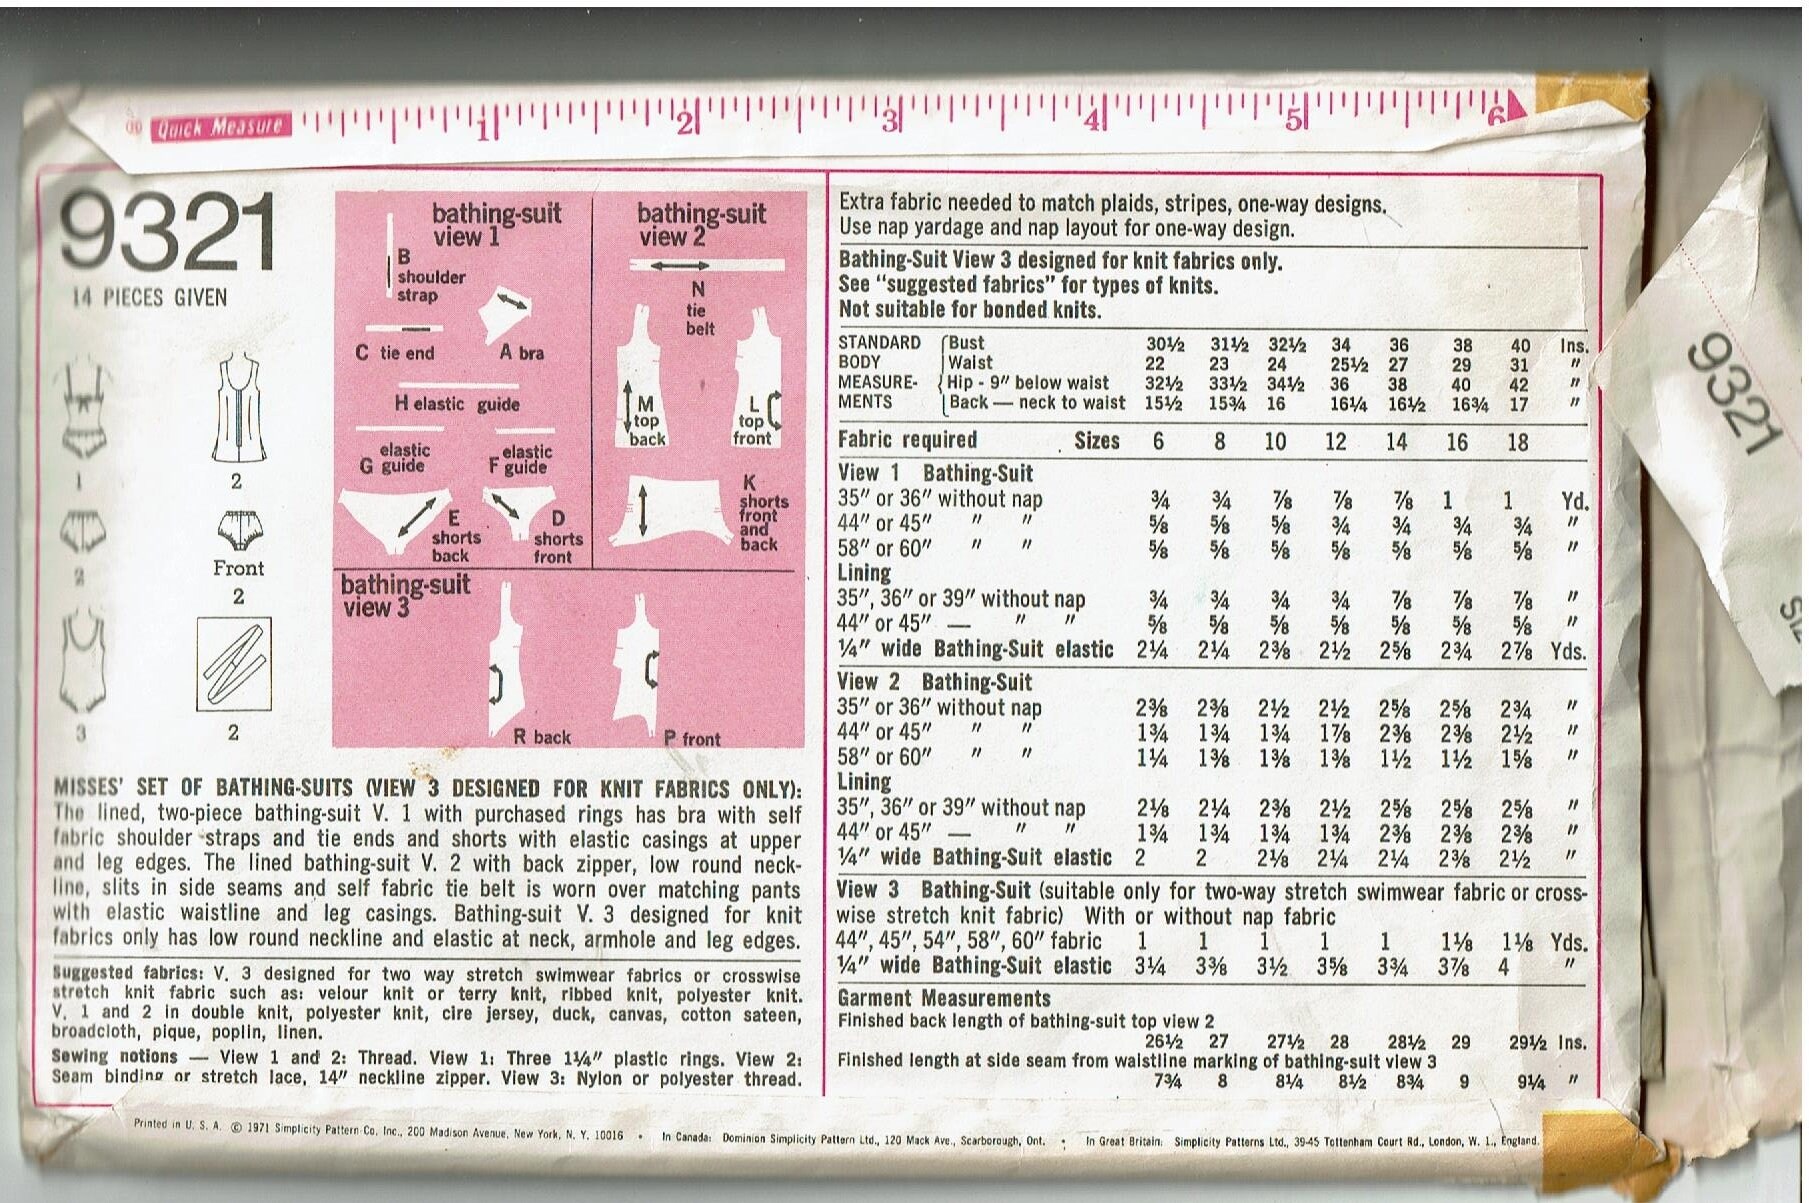 Quick Measure
1 2 3 4 5 6
9321
14 PIECES GIVEN
1
2
3
2
Front
2
2
bathing-suit
view 1
B
shoulder
strap
C tie end
A bra
H elastic guide
elastic
G guide
elastic
F guide
E
shorts
back
D
shorts
front
bathing-suit
view 2
N
tie
belt
M
top
back
L
top
front
K
shorts
front
and
back
bathing-suit
view 3
R back
P front
MISSES' SET OF BATHING-SUITS (VIEW 3 DESIGNED FOR KNIT FABRICS ONLY):
The lined, two-piece bathing-suit V. 1 with purchased rings has bra with self
fabric shoulder straps and tie ends and shorts with elastic casings at upper
and leg edges. The lined bathing-suit V. 2 with back zipper, low round neck-
line, slits in side seams and self fabric tie belt is worn over matching pants
with elastic waistline and leg casings. Bathing-suit V. 3 designed for knit
fabrics only has low round neckline and elastic at neck, armhole and leg edges.
Suggested fabrics: V. 3 designed for two way stretch swimwear fabrics or crosswise
stretch knit fabric such as: velour knit or terry knit, ribbed knit, polyester knit.
V. 1 and 2 in double knit, polyester knit, cire jersey, duck, canvas, cotton sateen,
broadcloth, pique, poplin, linen.
Sewing notions — View 1 and 2: Thread. View 1: Three 1¼" plastic rings. View 2:
Seam binding or stretch lace, 14" neckline zipper. View 3: Nylon or polyester thread.
Extra fabric needed to match plaids, stripes, one-way designs.
Use nap yardage and nap layout for one-way design.
Bathing-Suit View 3 designed for knit fabrics only.
See "suggested fabrics" for types of knits.
Not suitable for bonded knits.
STANDARD Bust 30½ 31½ 32½ 34 36 38 40 Ins.
BODY Waist 22 23 24 25½ 27 29 31 "
MEASURE- Hip - 9" below waist 32½ 33½ 34½ 36 38 40 42 "
MENTS Back — neck to waist 15½ 15¾ 16 16¼ 16½ 16¾ 17 "
Fabric required Sizes 6 8 10 12 14 16 18
View 1 Bathing-Suit
35" or 36" without nap ¾ ¾ ⅞ ⅞ ⅞ 1 1 Yd.
44" or 45" " " ⅝ ⅝ ⅝ ¾ ¾ ¾ ¾ "
58" or 60" " " ⅝ ⅝ ⅝ ⅝ ⅝ ⅝ ⅝ "
Lining
35", 36" or 39" without nap ¾ ¾ ¾ ¾ ⅞ ⅞ ⅞ "
44" or 45" — " " ⅝ ⅝ ⅝ ⅝ ⅝ ⅝ ⅝ "
¼" wide Bathing-Suit elastic 2¼ 2¼ 2⅜ 2½ 2⅝ 2¾ 2⅞ Yds.
View 2 Bathing-Suit
35" or 36" without nap 2⅜ 2⅜ 2½ 2½ 2⅝ 2⅝ 2¾ "
44" or 45" " " 1¾ 1¾ 1¾ 1⅞ 2⅜ 2⅜ 2½ "
58" or 60" " " 1¼ 1⅜ 1⅜ 1⅜ 1½ 1½ 1⅝ "
Lining
35", 36" or 39" without nap 2⅛ 2¼ 2⅜ 2½ 2⅝ 2⅝ 2⅝ "
44" or 45" — " " 1¾ 1¾ 1¾ 1¾ 2⅜ 2⅜ 2⅜ "
¼" wide Bathing-Suit elastic 2 2 2⅛ 2¼ 2¼ 2⅜ 2½ "
View 3 Bathing-Suit (suitable only for two-way stretch swimwear fabric or cross-
wise stretch knit fabric) With or without nap fabric
44", 45", 54", 58", 60" fabric 1 1 1 1 1 1⅛ 1⅛ Yds.
¼" wide Bathing-Suit elastic 3¼ 3⅜ 3½ 3⅝ 3¾ 3⅞ 4 "
Garment Measurements
Finished back length of bathing-suit top view 2
26½ 27 27½ 28 28½ 29 29½ Ins.
Finished length at side seam from waistline marking of bathing-suit view 3
7¾ 8 8¼ 8½ 8¾ 9 9¼ "
Printed in U. S. A. © 1971 Simplicity Pattern Co. Inc., 200 Madison Avenue, New York, N. Y. 10016 • In Canada: Dominion Simplicity Pattern Ltd., 120 Mack Ave., Scarborough, Ont. • In Great Britain: Simplicity Patterns Ltd., 39-45 Tottenham Court Rd., London, W. 1., England.
9321